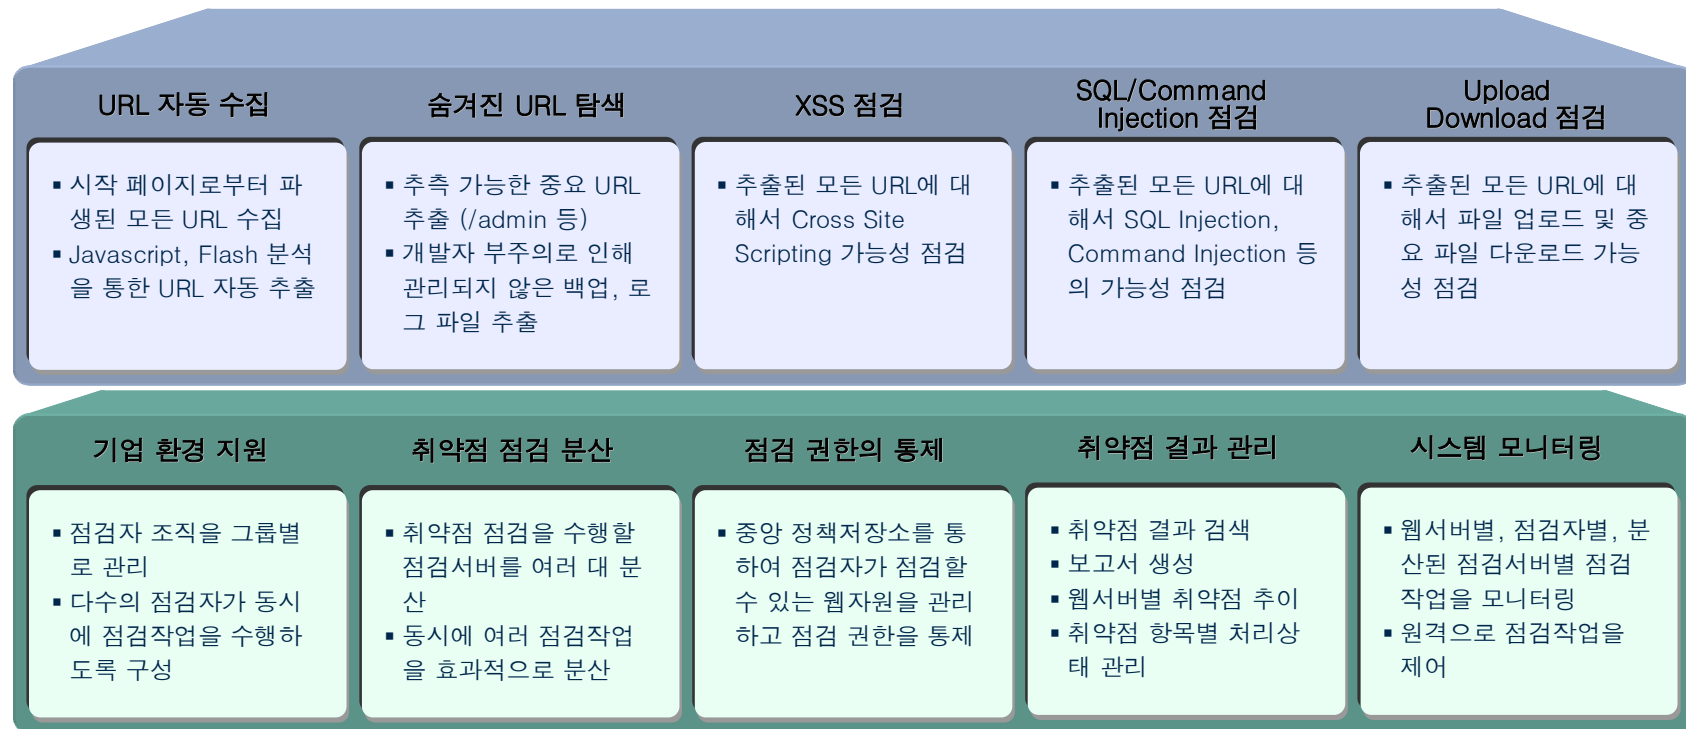 URL 자동 수집
▪ 시작 페이지로부터 파
생된 모든 URL 수집
▪ Javascript, Flash 분석
을 통한 URL 자동 추출
숨겨진 URL 탐색
▪ 추측 가능한 중요 URL
추출 (/admin 등)
▪ 개발자 부주의로 인해
관리되지 않은 백업, 로
그 파일 추출
XSS 점검
▪ 추출된 모든 URL에 대
해서 Cross Site
Scripting 가능성 점검
SQL/Command
Injection 점검
▪ 추출된 모든 URL에 대
해서 SQL Injection,
Command Injection 등
의 가능성 점검
Upload
Download 점검
▪ 추출된 모든 URL에 대
해서 파일 업로드 및 중
요 파일 다운로드 가능
성 점검
기업 환경 지원
▪ 점검자 조직을 그룹별
로 관리
▪ 다수의 점검자가 동시
에 점검작업을 수행하
도록 구성
취약점 점검 분산
▪ 취약점 점검을 수행할
점검서버를 여러 대 분
산
▪ 동시에 여러 점검작업
을 효과적으로 분산
점검 권한의 통제
▪ 중앙 정책저장소를 통
하여 점검자가 점검할
수 있는 웹자원을 관리
하고 점검 권한을 통제
취약점 결과 관리
▪ 취약점 결과 검색
▪ 보고서 생성
▪ 웹서버별 취약점 추이
▪ 취약점 항목별 처리상
태 관리
시스템 모니터링
▪ 웹서버별, 점검자별, 분
산된 점검서버별 점검
작업을 모니터링
▪ 원격으로 점검작업을
제어